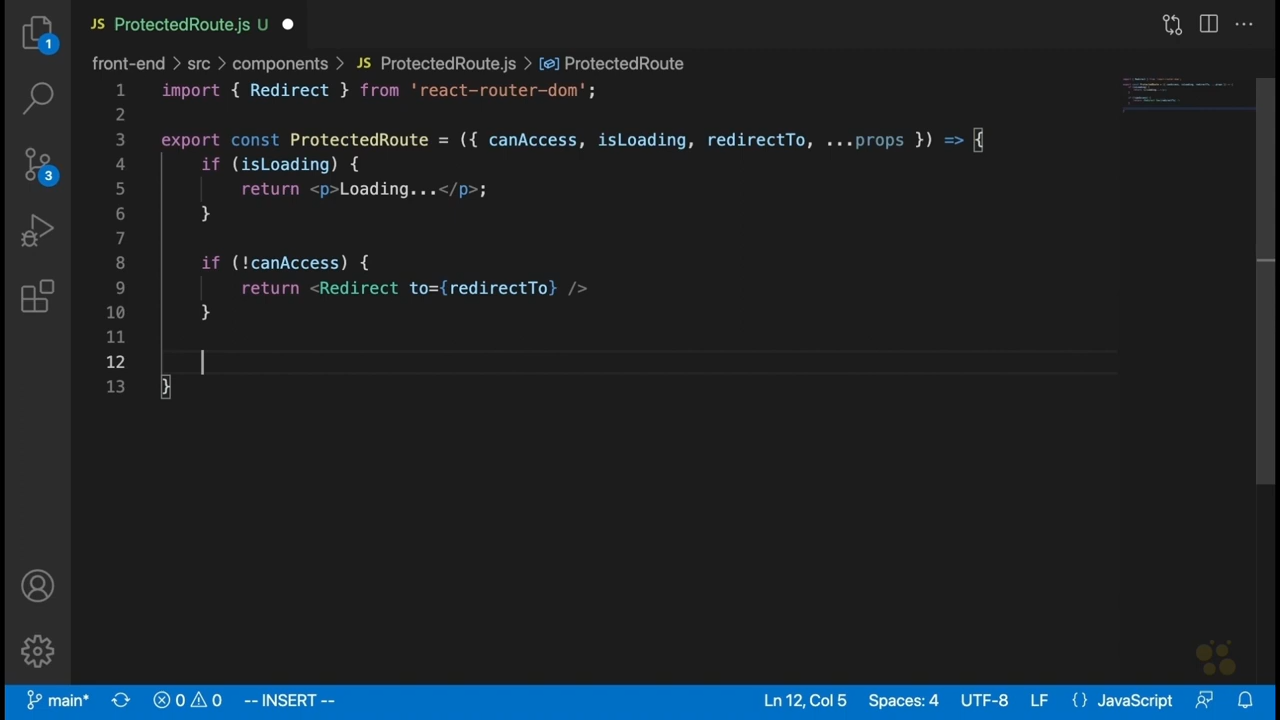 JS ProtectedRoute.js U
1
front-end > src > components > JS ProtectedRoute.js > ProtectedRoute
1 import { Redirect } from 'react-router-dom';
2
3 export const ProtectedRoute = ({ canAccess, isLoading, redirectTo, ...props }) => {
4 if (isLoading) {
5 return <p>Loading...</p>;
6 }
7
8 if (!canAccess) {
9 return <Redirect to={redirectTo} />
10 }
11
12
13 }
3
main* 0 0 -- INSERT -- Ln 12, Col 5 Spaces: 4 UTF-8 LF {} JavaScript